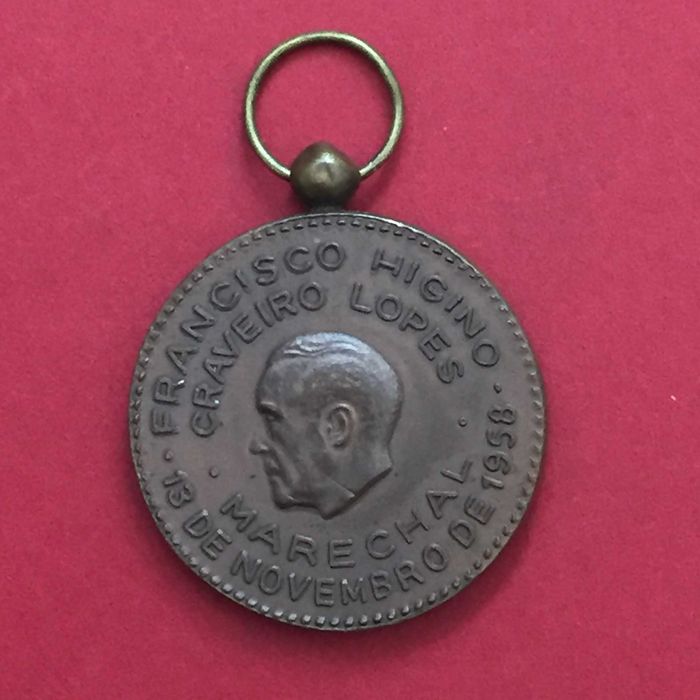 FRANCISCO HIGINO
CRAVEIRO LOPES
MARECHAL
13 DE NOVEMBRO DE 1958